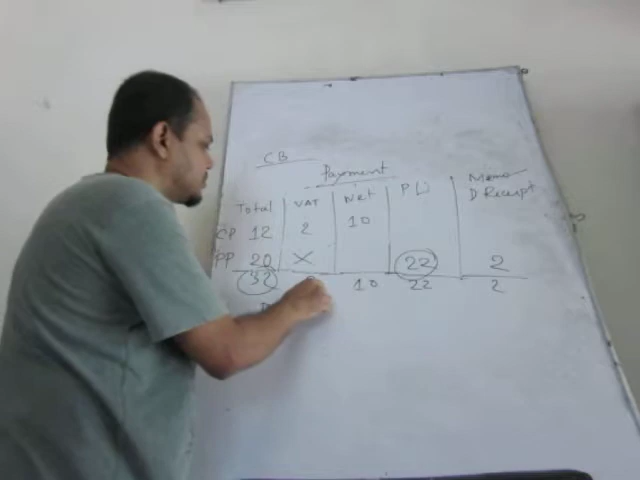 CB
Payment
Total VAT Net PL Memo
D Receipt
CP 12 2 10
PP 20 X 22 2
32 10 22 2